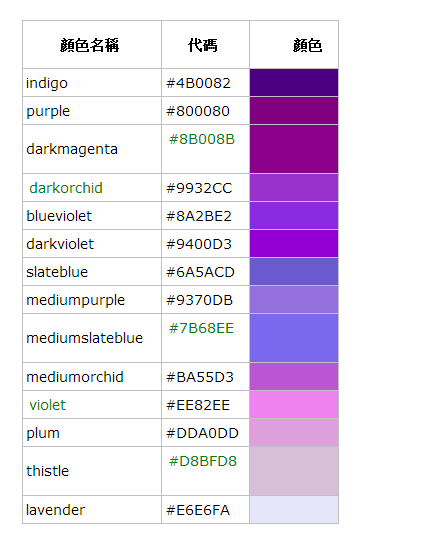 顏色名稱 代碼 顏色
indigo #4B0082
purple #800080
darkmagenta #8B008B
darkorchid #9932CC
blueviolet #8A2BE2
darkviolet #9400D3
slateblue #6A5ACD
mediumpurple #9370DB
mediumslateblue #7B68EE
mediumorchid #BA55D3
violet #EE82EE
plum #DDA0DD
thistle #D8BFD8
lavender #E6E6FA